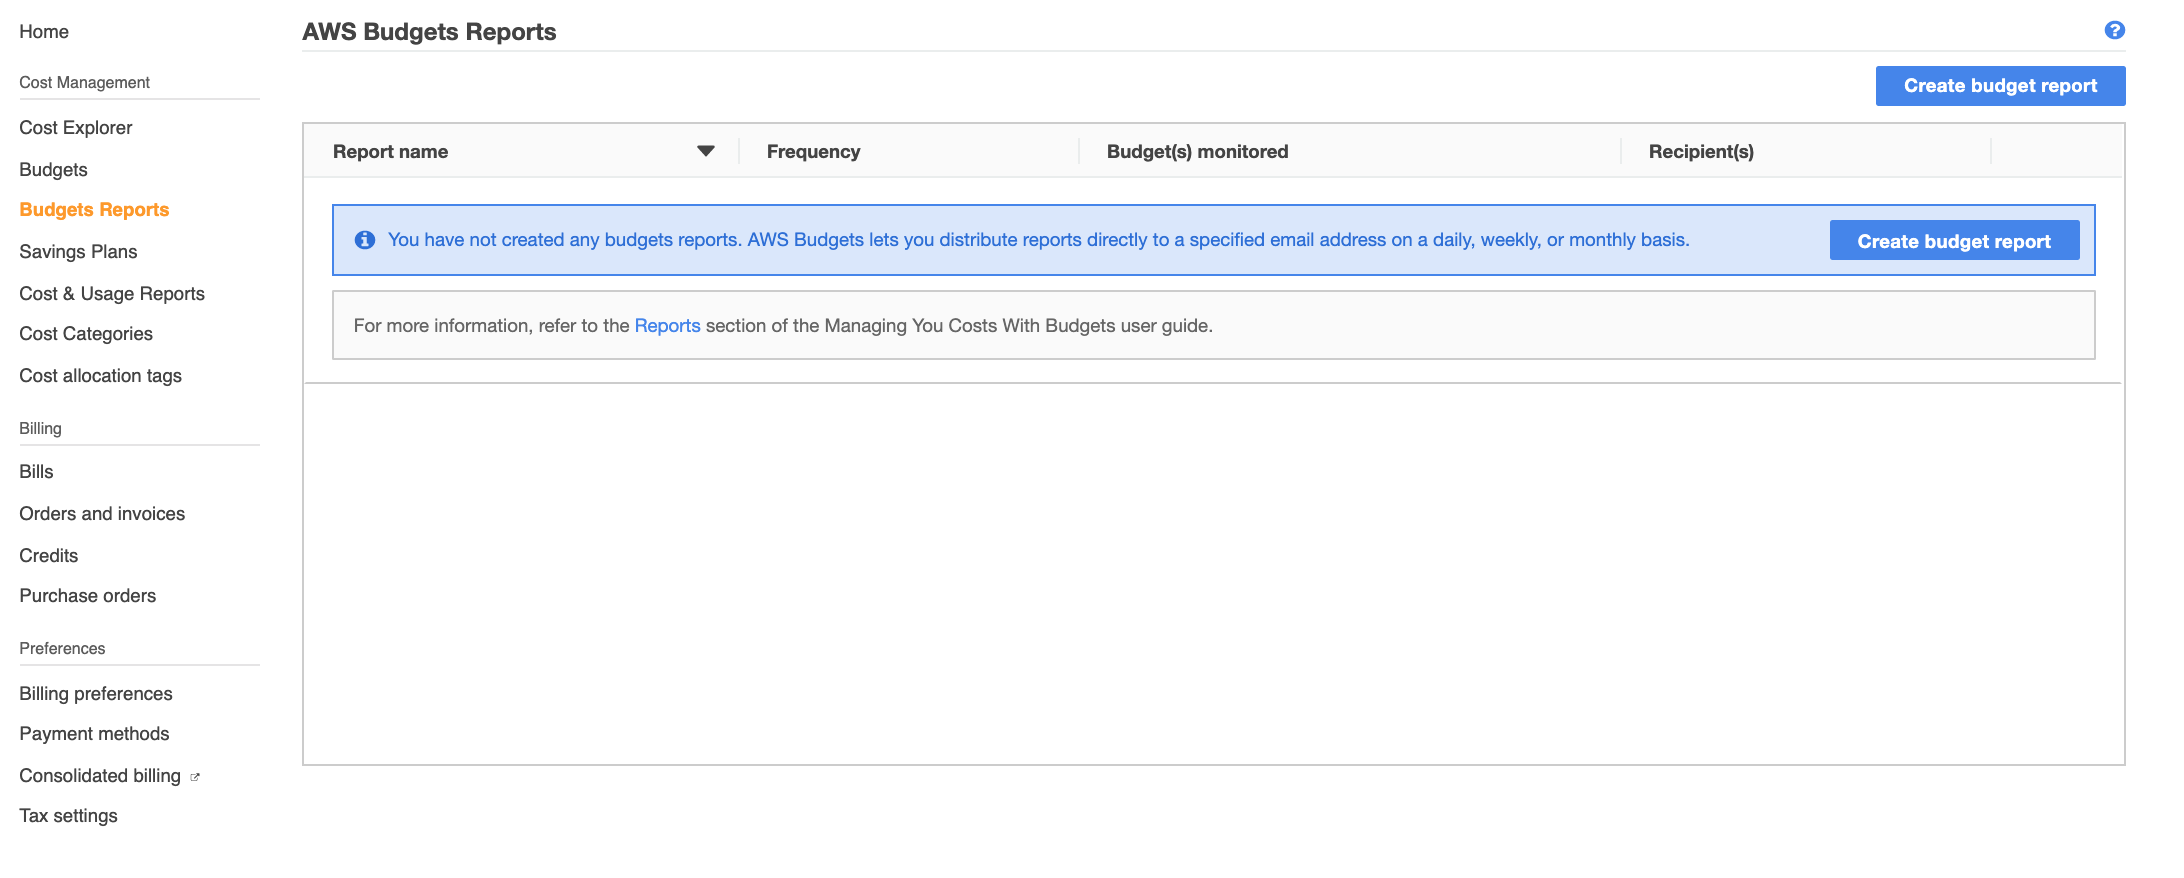 Home
Cost Management
Cost Explorer
Budgets
Budgets Reports
Savings Plans
Cost & Usage Reports
Cost Categories
Cost allocation tags
Billing
Bills
Orders and invoices
Credits
Purchase orders
Preferences
Billing preferences
Payment methods
Consolidated billing
Tax settings
AWS Budgets Reports
?
Create budget report
Report name Frequency Budget(s) monitored Recipient(s)
You have not created any budgets reports. AWS Budgets lets you distribute reports directly to a specified email address on a daily, weekly, or monthly basis. Create budget report
For more information, refer to the Reports section of the Managing You Costs With Budgets user guide.